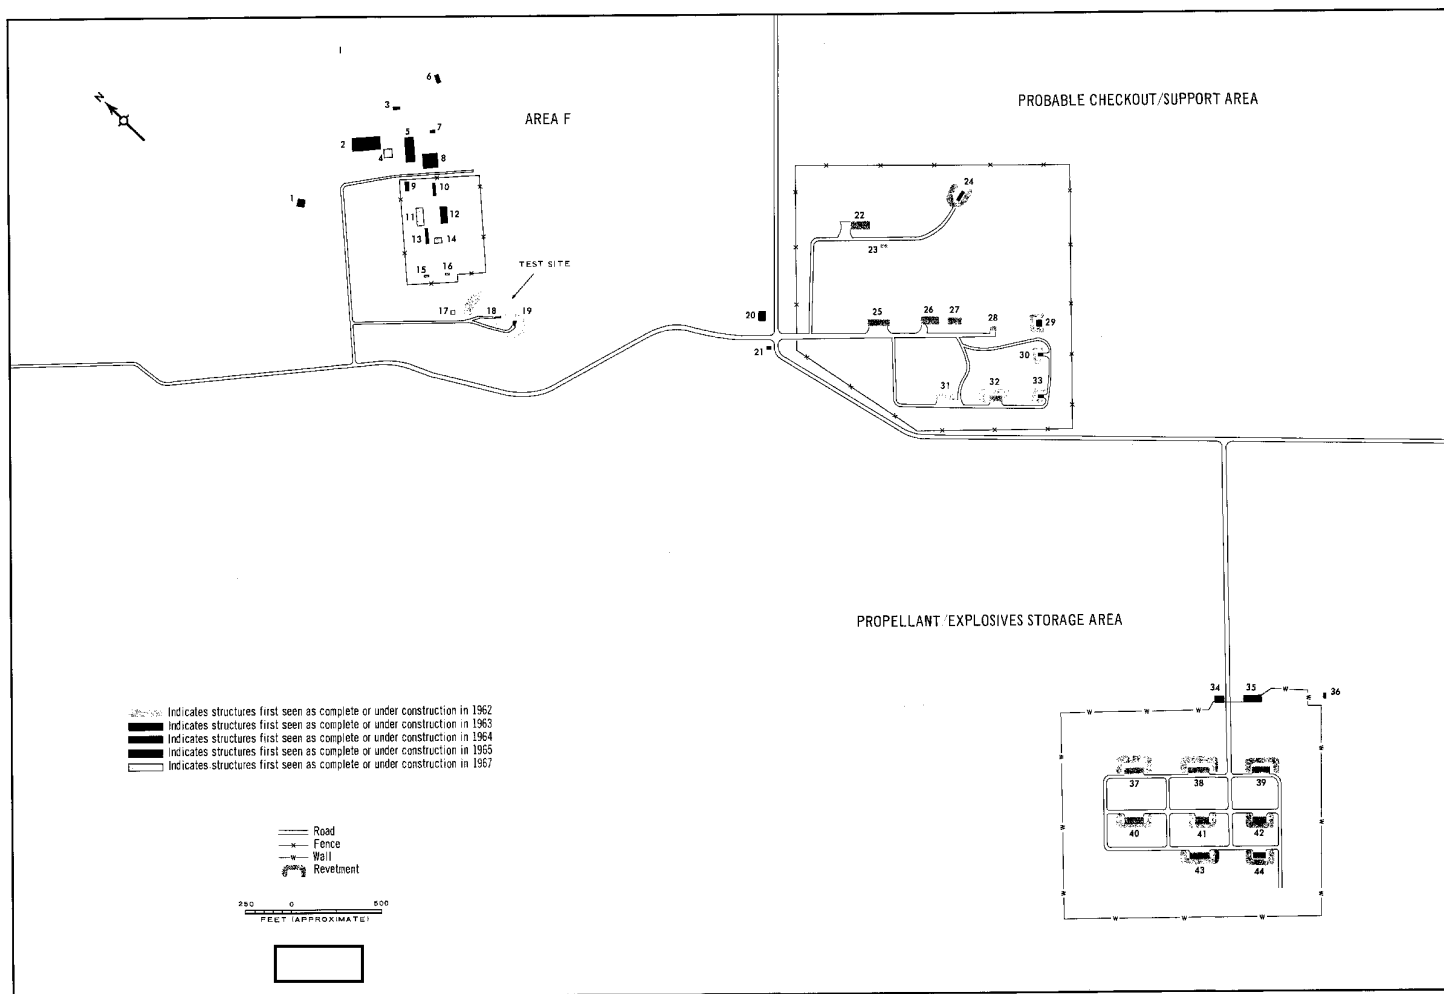 N
6
3
5
7
2
4
8
1
9
10
11
12
13
14
15
16
17
18
19
AREA F
TEST SITE
PROBABLE CHECKOUT/SUPPORT AREA
24
22
23
20
21
25
26
27
28
29
30
31
32
33
PROPELLANT/EXPLOSIVES STORAGE AREA
34
35
36
37
38
39
40
41
42
43
44
Indicates structures first seen as complete or under construction in 1962
Indicates structures first seen as complete or under construction in 1963
Indicates structures first seen as complete or under construction in 1964
Indicates structures first seen as complete or under construction in 1965
Indicates structures first seen as complete or under construction in 1967
Road
Fence
W Wall
Revetment
250 0 500
FEET (APPROXIMATE)